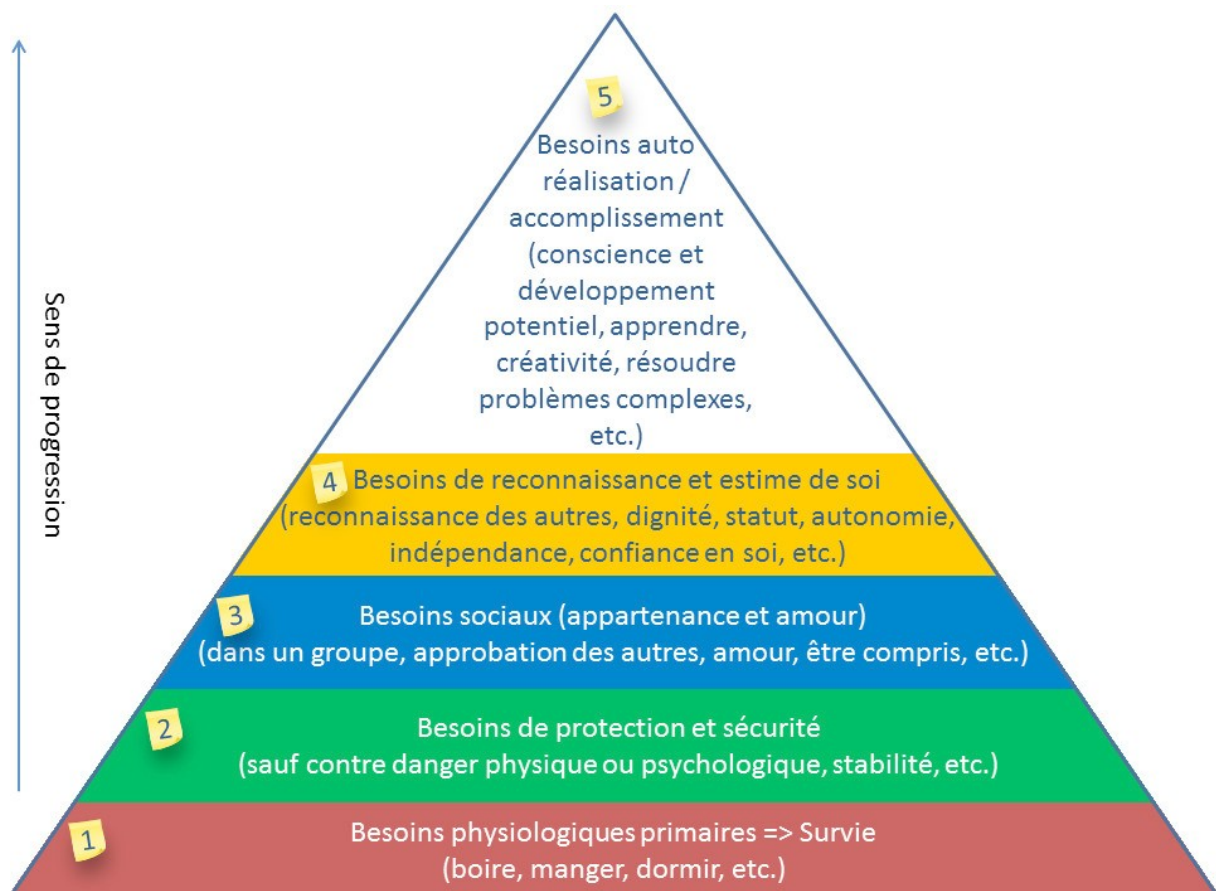 5
Besoins auto
réalisation /
accomplissement
(conscience et
développement
potentiel, apprendre,
créativité, résoudre
problèmes complexes,
etc.)
4
Besoins de reconnaissance et estime de soi
(reconnaissance des autres, dignité, statut, autonomie,
indépendance, confiance en soi, etc.)
3
Besoins sociaux (appartenance et amour)
(dans un groupe, approbation des autres, amour, être compris, etc.)
2
Besoins de protection et sécurité
(sauf contre danger physique ou psychologique, stabilité, etc.)
1
Besoins physiologiques primaires => Survie
(boire, manger, dormir, etc.)
Sens de progression